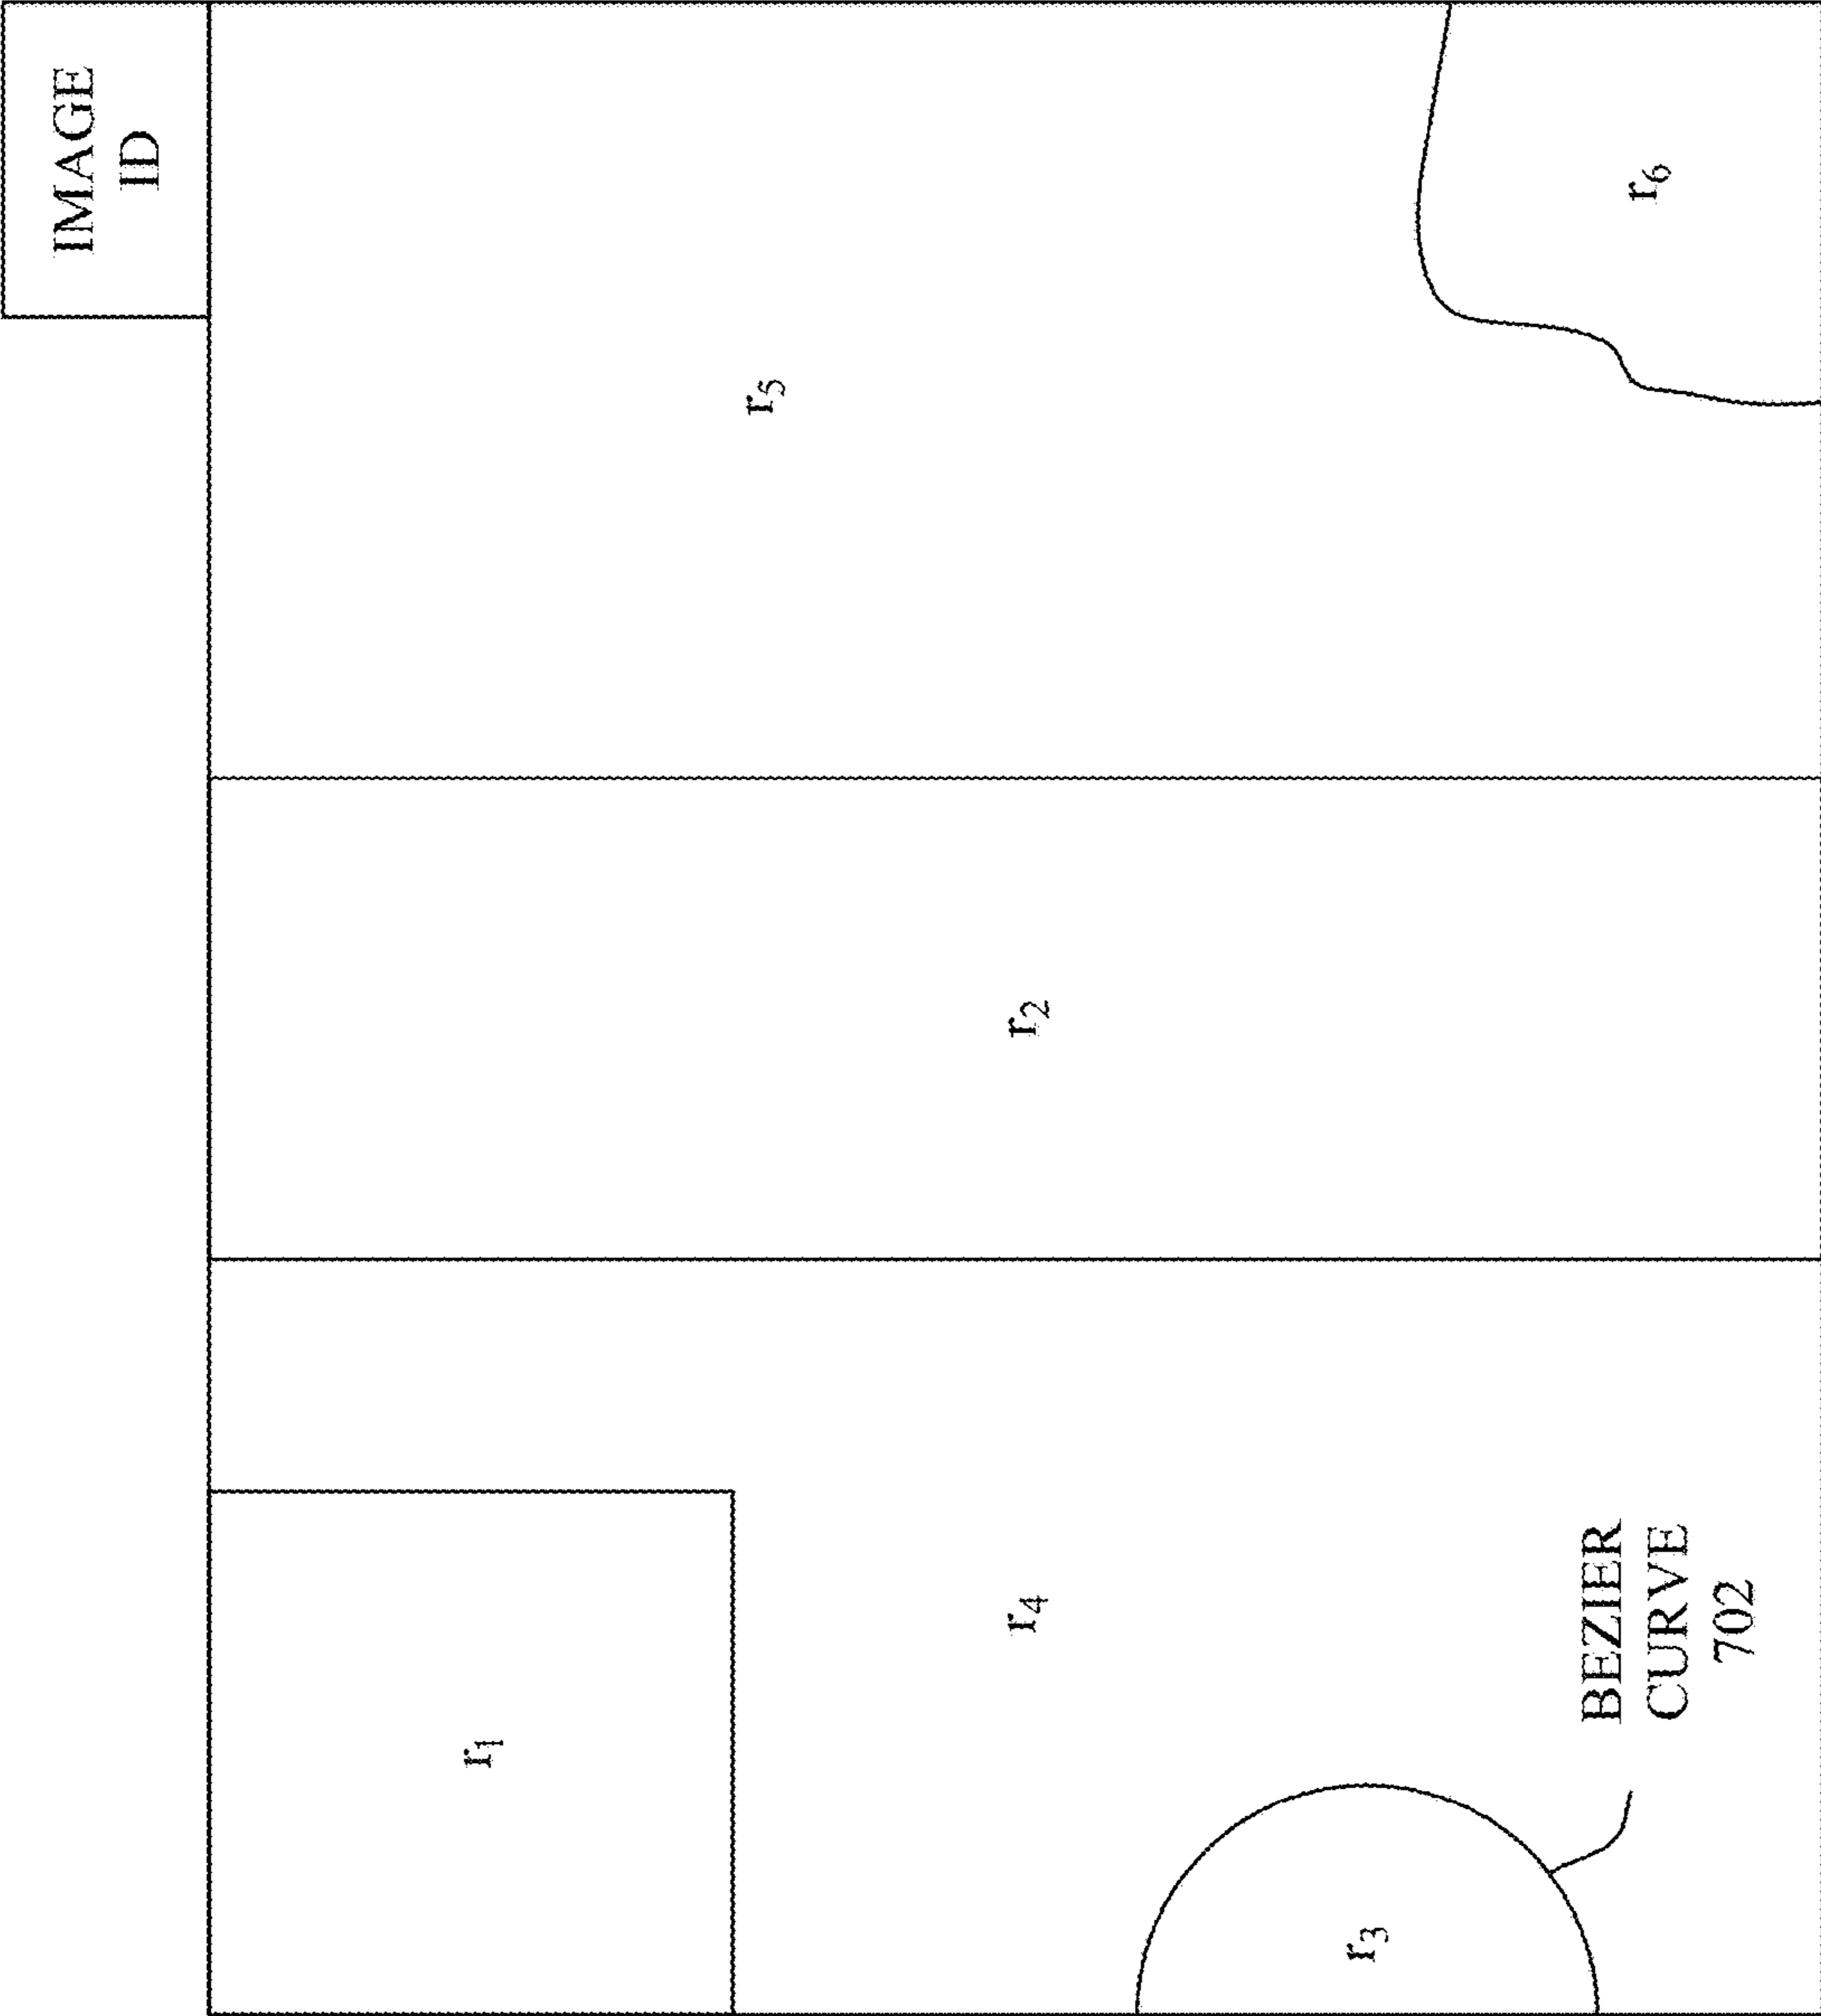 IMAGE
ID
r₁
r₅
r₄
r₂
r₃
BEZIER
CURVE
702
r₆